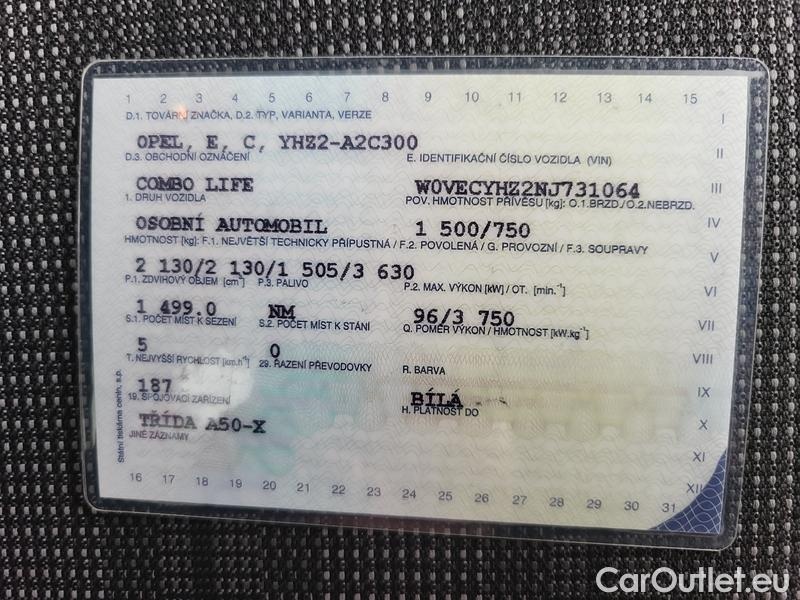 1 2 3 4 5 6 7 8 9 10 11 12 13 14 15
D.1. TOVÁRNÍ ZNAČKA, D.2. TYP, VARIANTA, VERZE
I
OPEL, E, C, YHZ2-A2C300
D.3. OBCHODNÍ OZNAČENÍ E. IDENTIFIKAČNÍ ČÍSLO VOZIDLA (VIN)
II
COMBO LIFE W0VECYHZ2NJ731064
III
1. DRUH VOZIDLA POV. HMOTNOST PŘÍVĚSU [kg]: O.1.BRZD./O.2.NEBRZD.
OSOBNÍ AUTOMOBIL 1 500/750
IV
HMOTNOST [kg]: F.1. NEJVĚTŠÍ TECHNICKY PŘÍPUSTNÁ / F.2. POVOLENÁ / G. PROVOZNÍ / F.3. SOUPRAVY
V
2 130/2 130/1 505/3 630
P.1. ZDVIHOVÝ OBJEM [cm³] P.3. PALIVO P.2. MAX. VÝKON [kW] / OT. [min.⁻¹]
VI
1 499.0 NM 96/3 750
S.1. POČET MÍST K SEZENÍ S.2. POČET MÍST K STÁNÍ Q. POMĚR VÝKON / HMOTNOST [kW.kg⁻¹]
VII
5 0
T. NEJVYŠŠÍ RYCHLOST [km.h⁻¹] 29. ŘAZENÍ PŘEVODOVKY R. BARVA
VIII
187 BÍLÁ
IX
19. SPOJOVACÍ ZAŘÍZENÍ H. PLATNOST DO
TŘÍDA A50-X
X
JINÉ ZÁZNAMY
XI
Státní tiskárna cenin, s.p.
16 17 18 19 20 21 22 23 24 25 26 27 28 29 30 31
XII
CarOutlet.eu